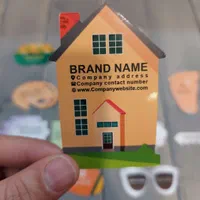 BRAND NAME
Company address
Company contact number
www.Companywebsite.com